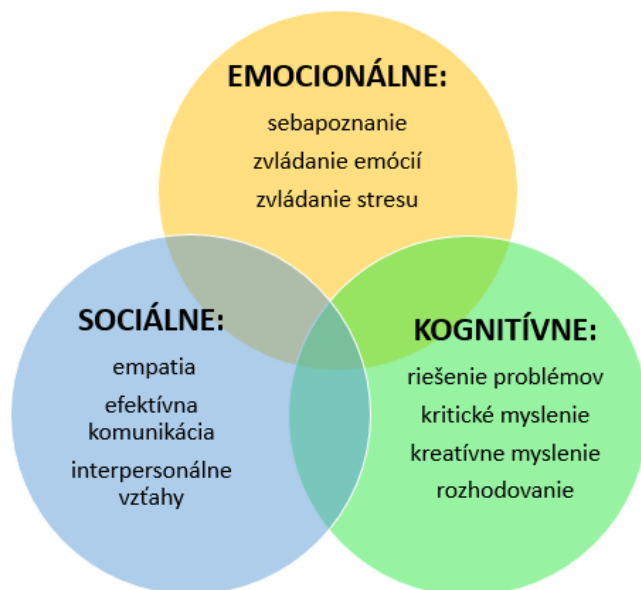 EMOCIONÁLNE:
sebapoznanie
zvládanie emócií
zvládanie stresu
SOCIÁLNE:
empatia
efektívna
komunikácia
interpersonálne
vzťahy
KOGNITÍVNE:
riešenie problémov
kritické myslenie
kreatívne myslenie
rozhodovanie